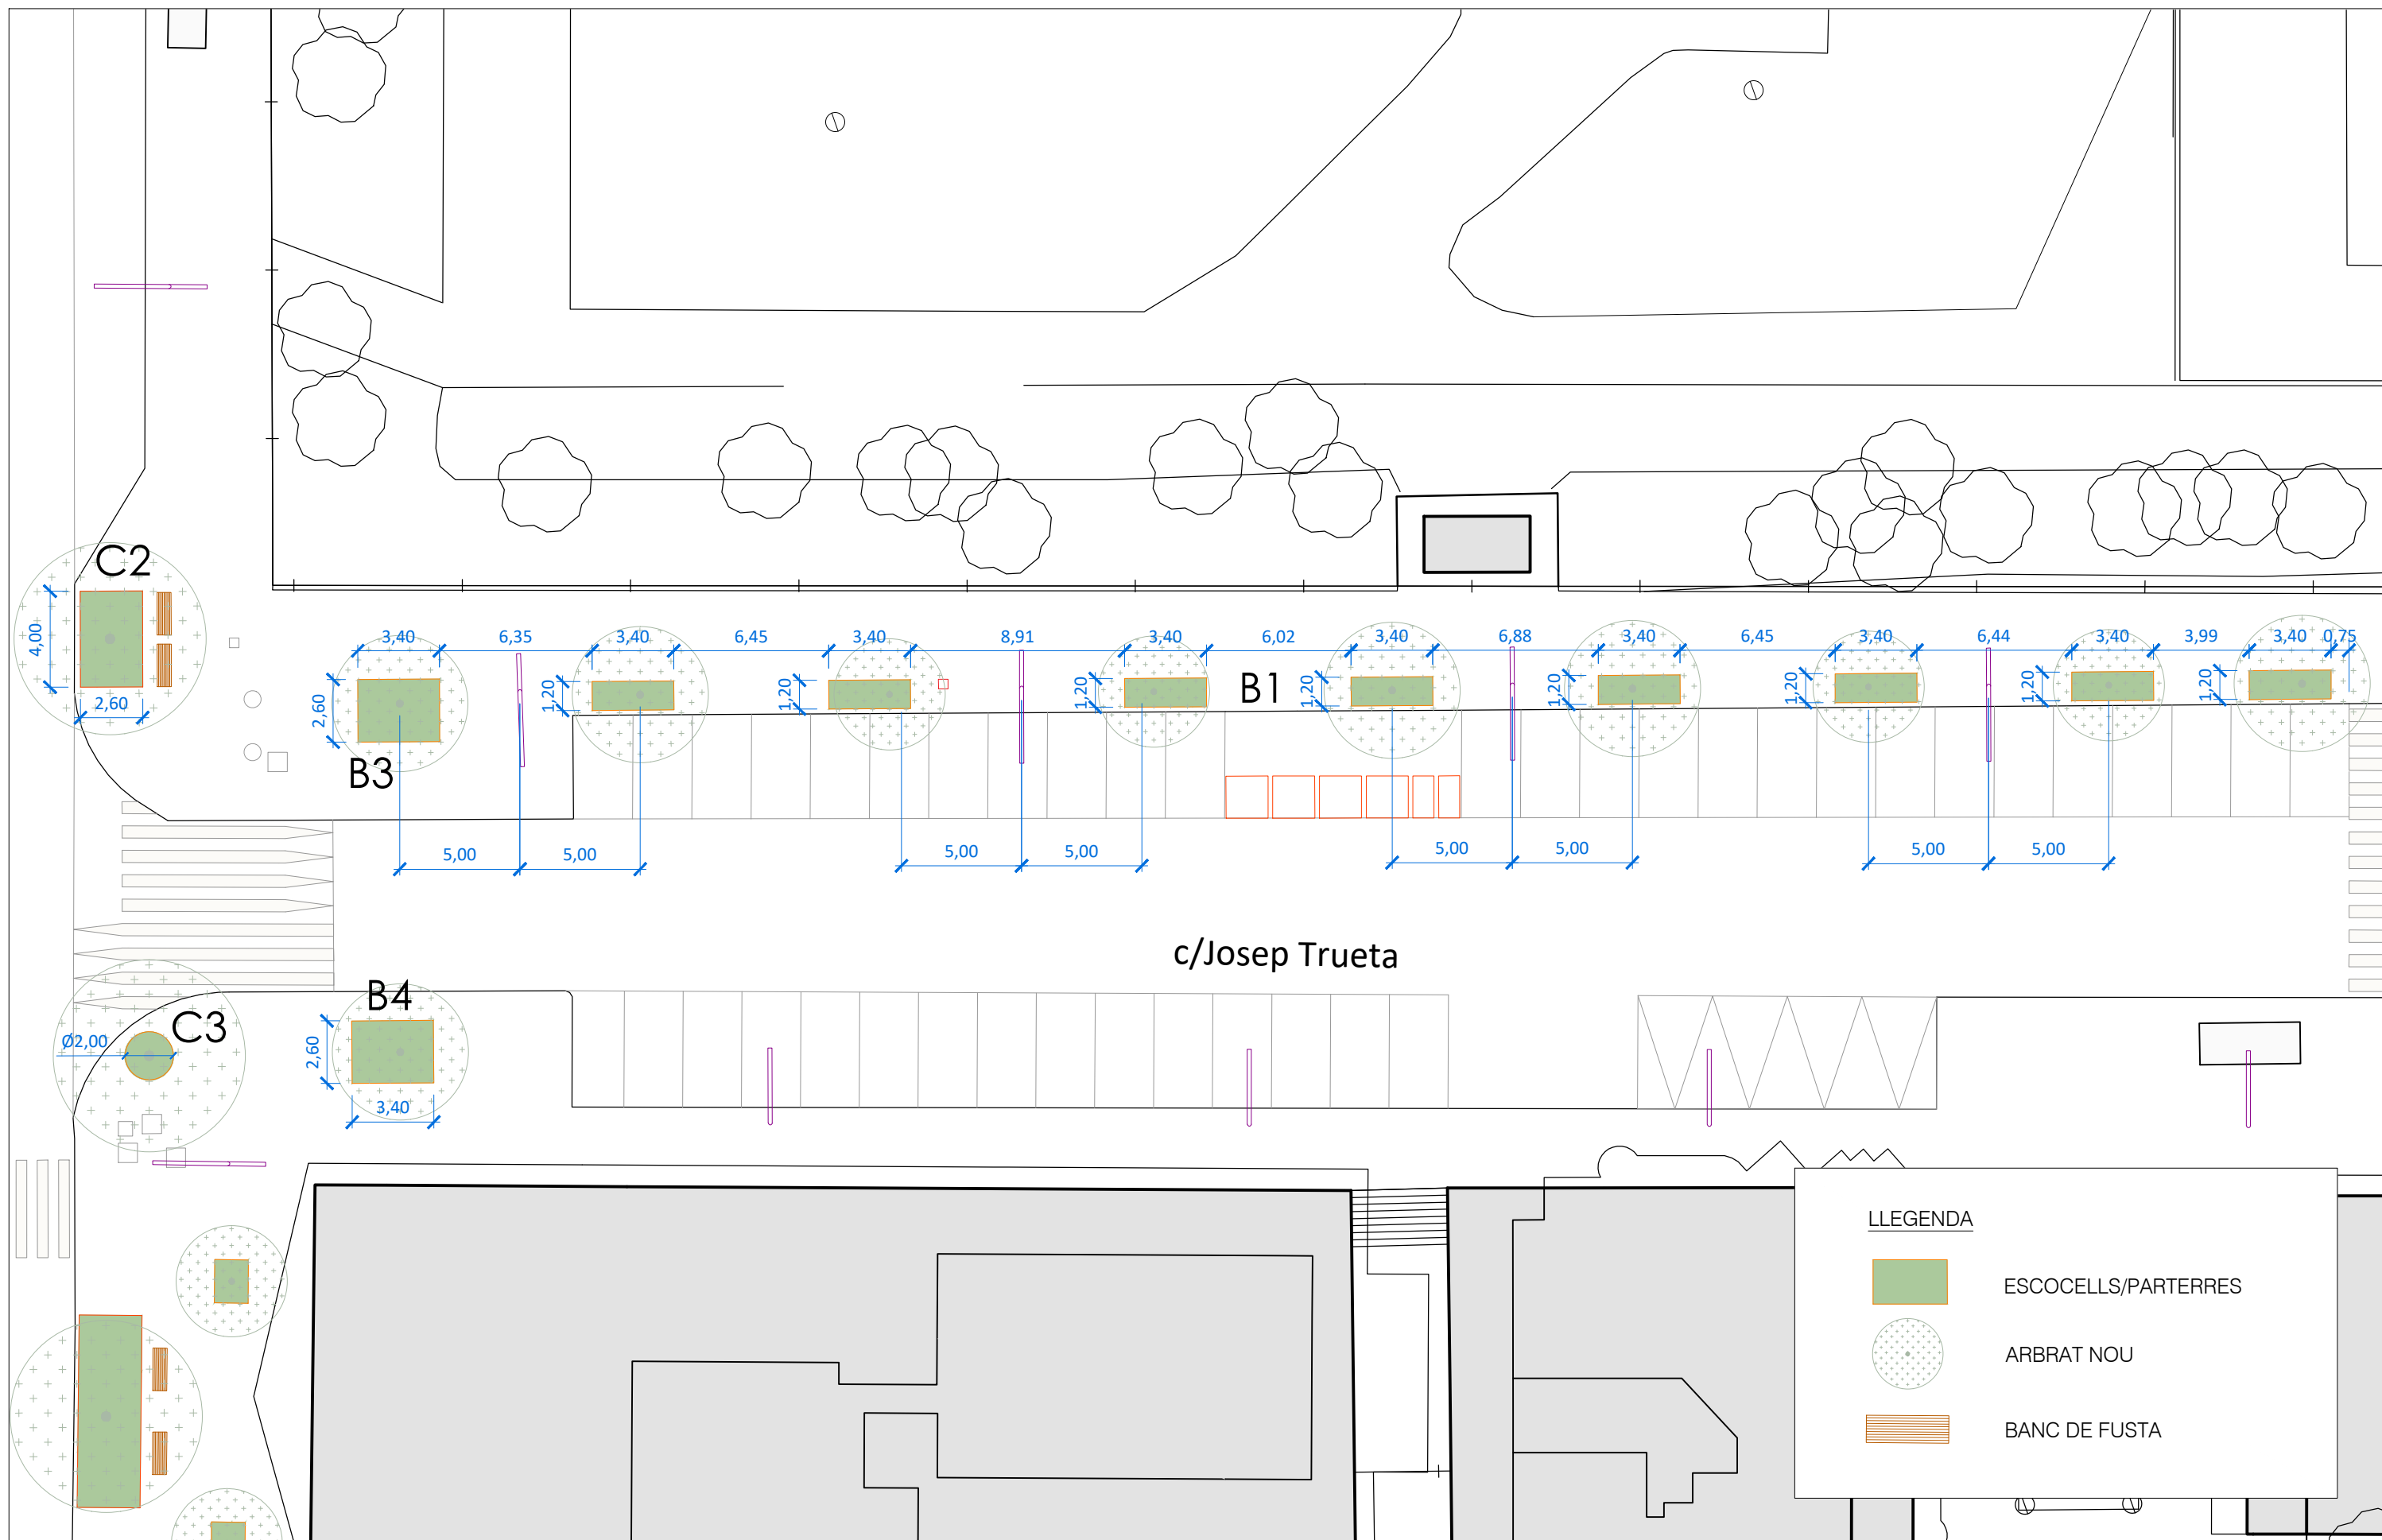 C2
4,00
2,60
3,40 6,35 3,40 6,45 3,40 8,91 3,40 6,02 3,40 6,88 3,40 6,45 3,40 6,44 3,40 3,99 3,40 0,75
2,60 1,20 1,20 1,20 B1 1,20 1,20 1,20 1,20 1,20
B3
5,00 5,00 5,00 5,00 5,00 5,00 5,00 5,00
c/Josep Trueta
B4
C3
Ø2,00
2,60
3,40
LLEGENDA
ESCOCELLS/PARTERRES
ARBRAT NOU
BANC DE FUSTA